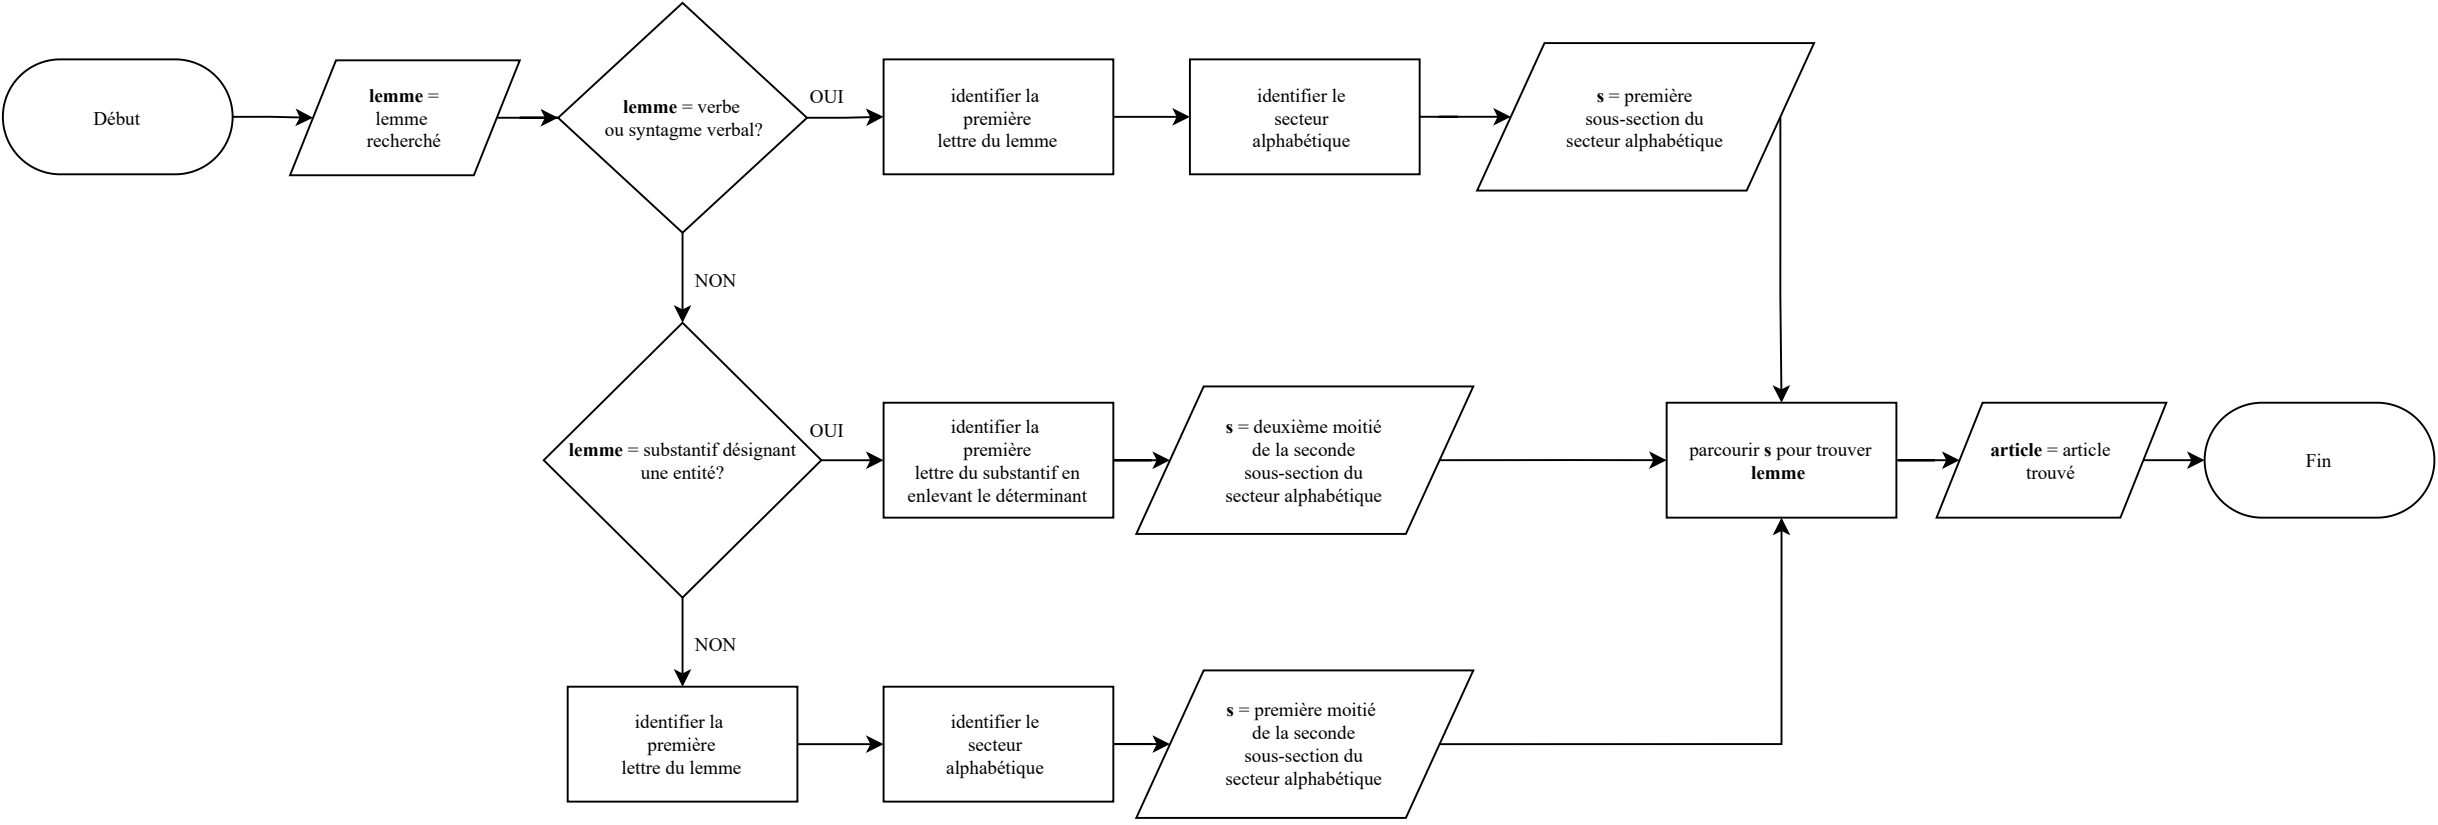 Début
lemme =
lemme
recherché
lemme = verbe
ou syntagme verbal?
OUI
identifier la
première
lettre du lemme
identifier le
secteur
alphabétique
s = première
sous-section du
secteur alphabétique
NON
lemme = substantif désignant
une entité?
OUI
identifier la
première
lettre du substantif en
enlevant le déterminant
s = deuxième moitié
de la seconde
sous-section du
secteur alphabétique
parcourir s pour trouver
lemme
article = article
trouvé
Fin
NON
identifier la
première
lettre du lemme
identifier le
secteur
alphabétique
s = première moitié
de la seconde
sous-section du
secteur alphabétique